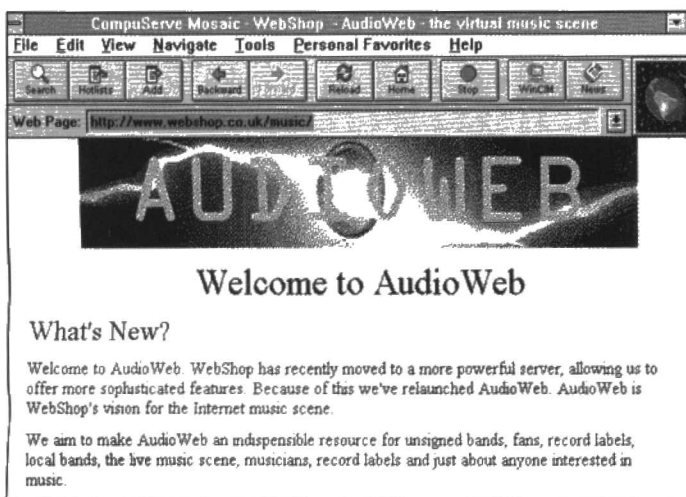 CompuServe Mosaic - WebShop - AudioWeb - the virtual music scene
File Edit View Navigate Tools Personal Favorites Help
Search Hotlists Add Backward Reload Home Stop WinCIM News
Web Page: http://www.webshop.co.uk/music/
AUDIOWEB
Welcome to AudioWeb
What's New?
Welcome to AudioWeb. WebShop has recently moved to a more powerful server, allowing us to
offer more sophisticated features. Because of this we've relaunched AudioWeb. AudioWeb is
WebShop's vision for the Internet music scene.
We aim to make AudioWeb an indispensible resource for unsigned bands, fans, record labels,
local bands, the live music scene, musicians, record labels and just about anyone interested in
music.